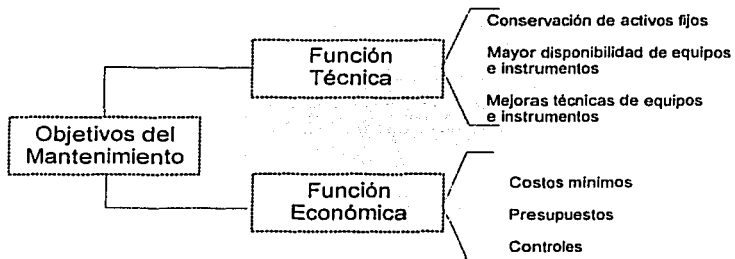 Objetivos del
Mantenimiento
Función
Técnica
Conservación de activos fijos
Mayor disponibilidad de equipos
e instrumentos
Mejoras técnicas de equipos
e instrumentos
Función
Económica
Costos mínimos
Presupuestos
Controles